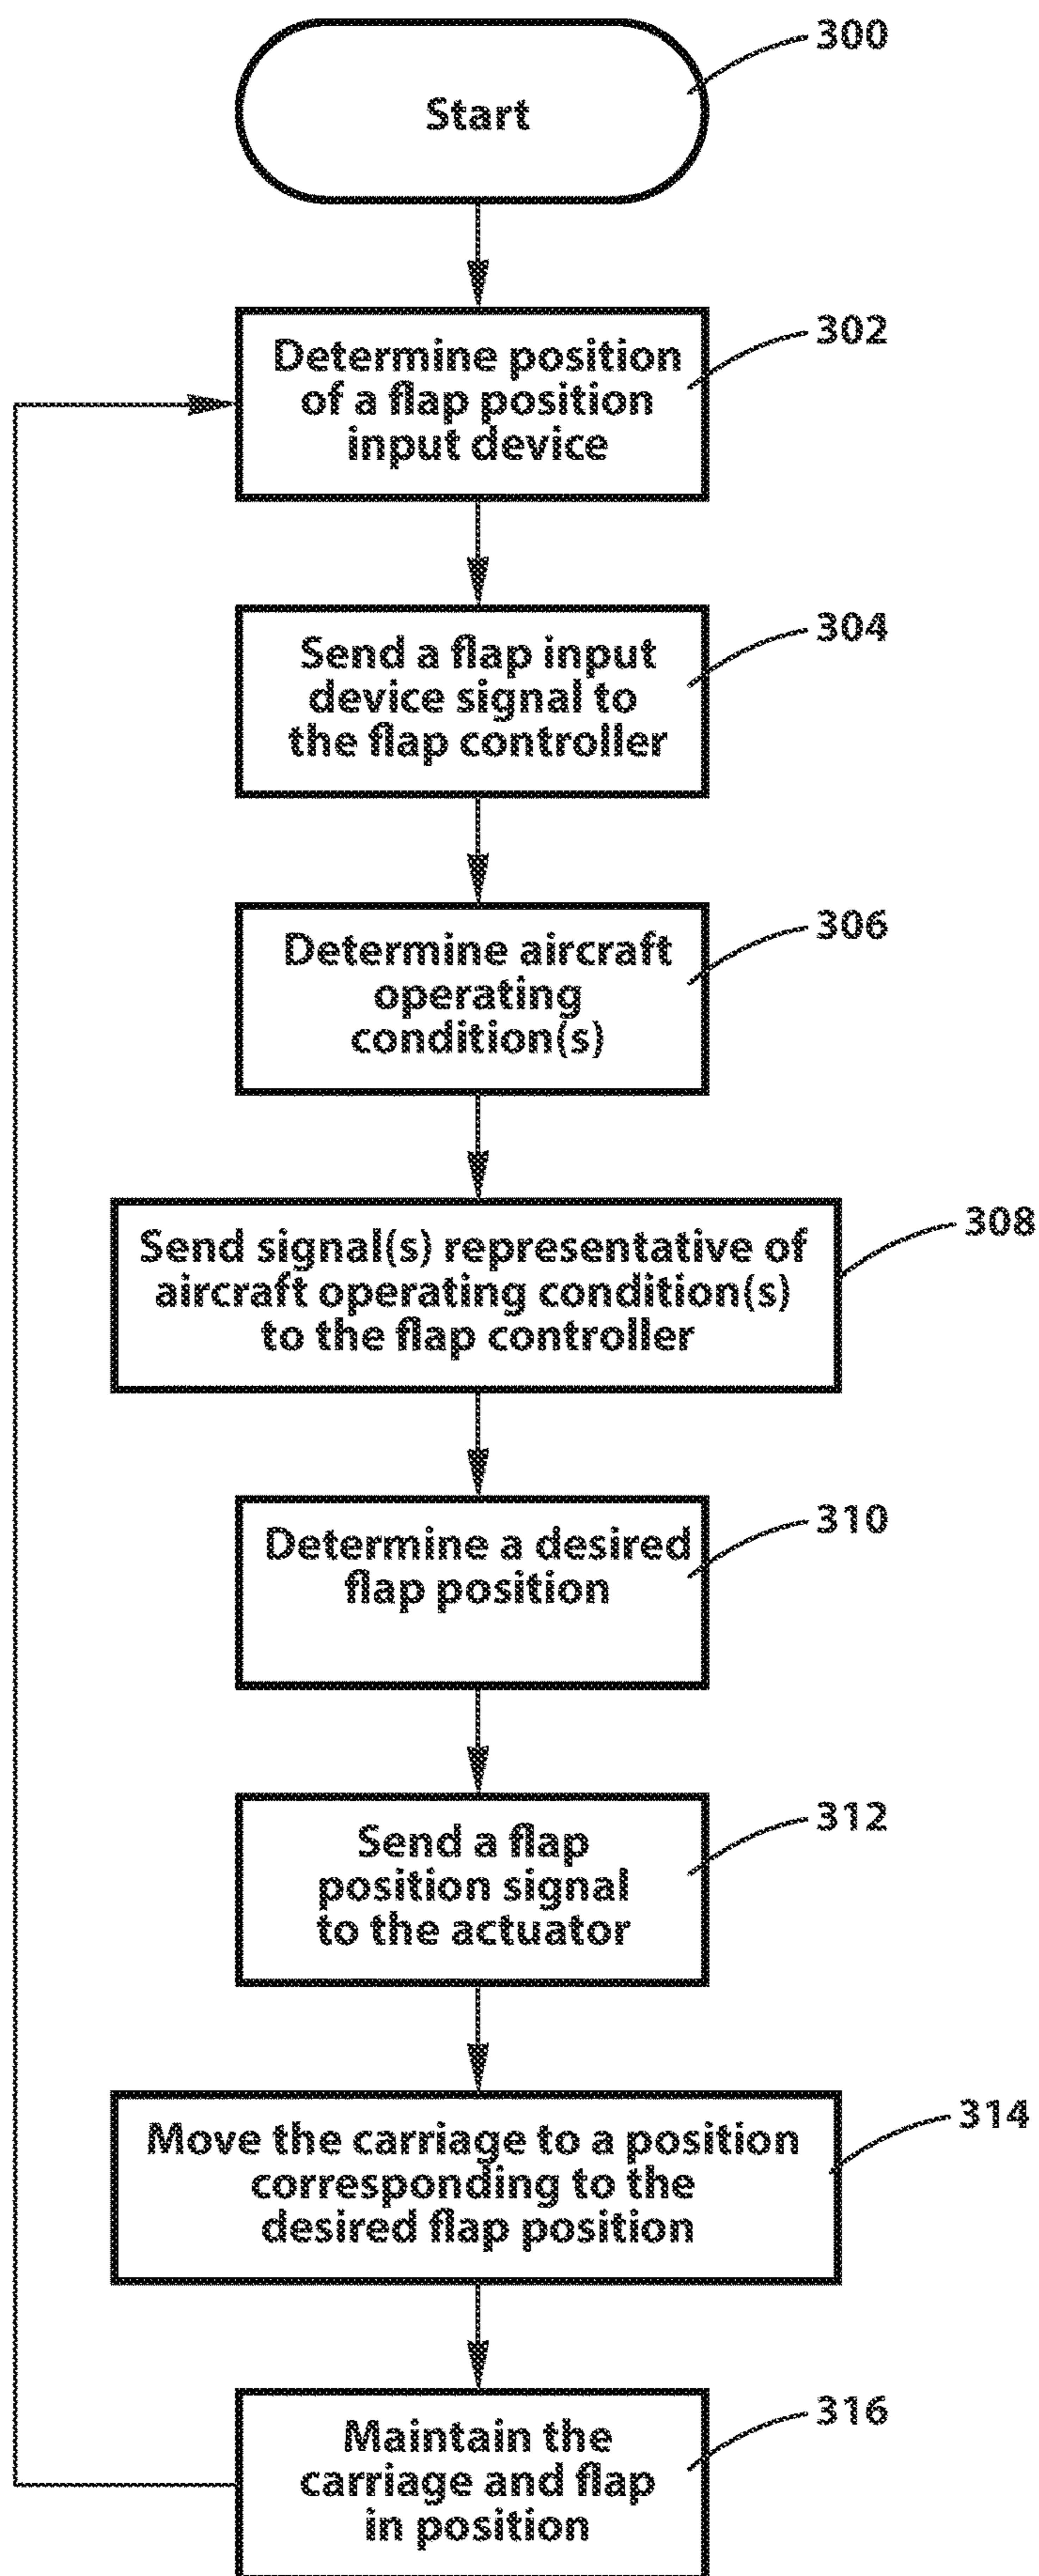 300
Start
302
Determine position
of a flap position
input device
304
Send a flap input
device signal to
the flap controller
306
Determine aircraft
operating
condition(s)
308
Send signal(s) representative of
aircraft operating condition(s)
to the flap controller
310
Determine a desired
flap position
312
Send a flap
position signal
to the actuator
314
Move the carriage to a position
corresponding to the
desired flap position
316
Maintain the
carriage and flap
in position